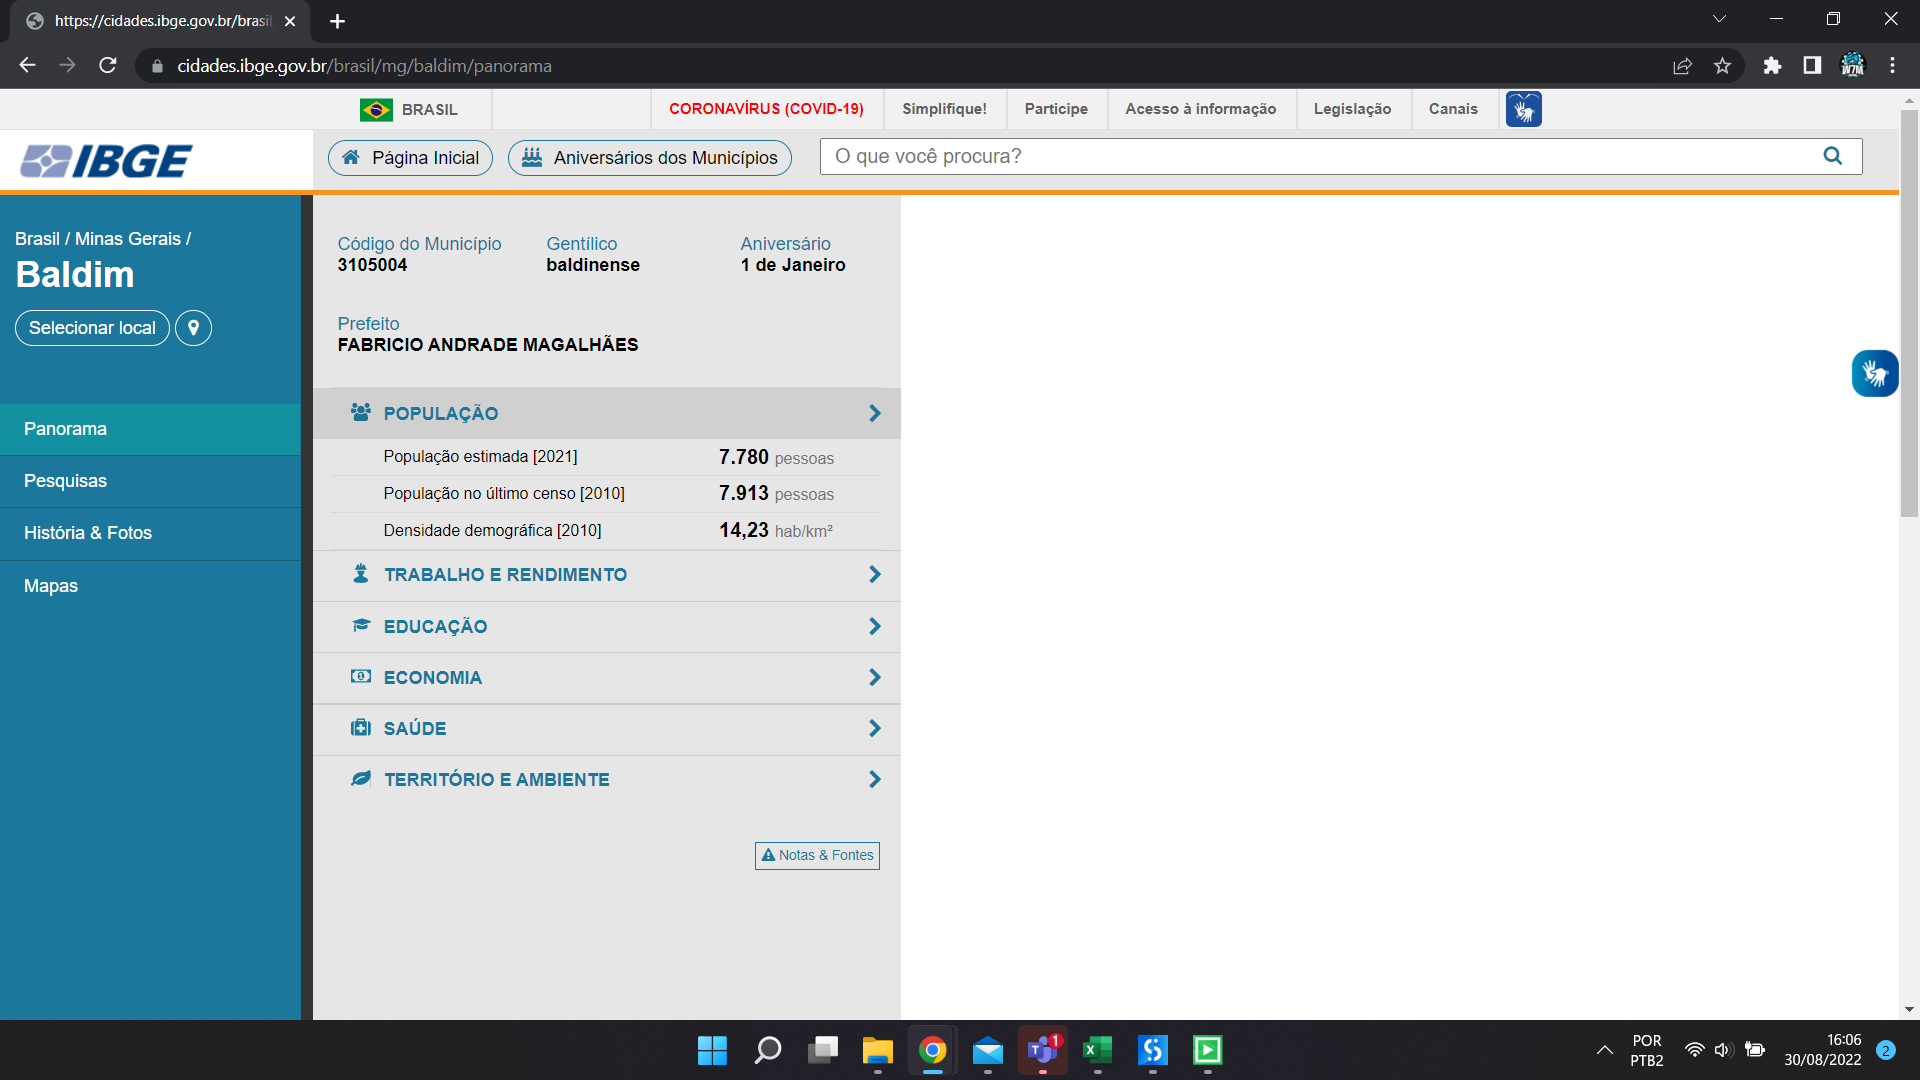 https://cidades.ibge.gov.br/brasil
cidades.ibge.gov.br/brasil/mg/baldim/panorama
BRASIL
CORONAVÍRUS (COVID-19)
Simplifique!
Participe
Acesso à informação
Legislação
Canais
IBGE
Página Inicial
Aniversários dos Municípios
O que você procura?
Brasil / Minas Gerais /
Baldim
Selecionar local
Panorama
Pesquisas
História & Fotos
Mapas
Código do Município
3105004
Gentílico
baldinense
Aniversário
1 de Janeiro
Prefeito
FABRICIO ANDRADE MAGALHÃES
POPULAÇÃO
População estimada [2021] 7.780 pessoas
População no último censo [2010] 7.913 pessoas
Densidade demográfica [2010] 14,23 hab/km²
TRABALHO E RENDIMENTO
EDUCAÇÃO
ECONOMIA
SAÚDE
TERRITÓRIO E AMBIENTE
Notas & Fontes
1
POR
PTB2
16:06
30/08/2022
2